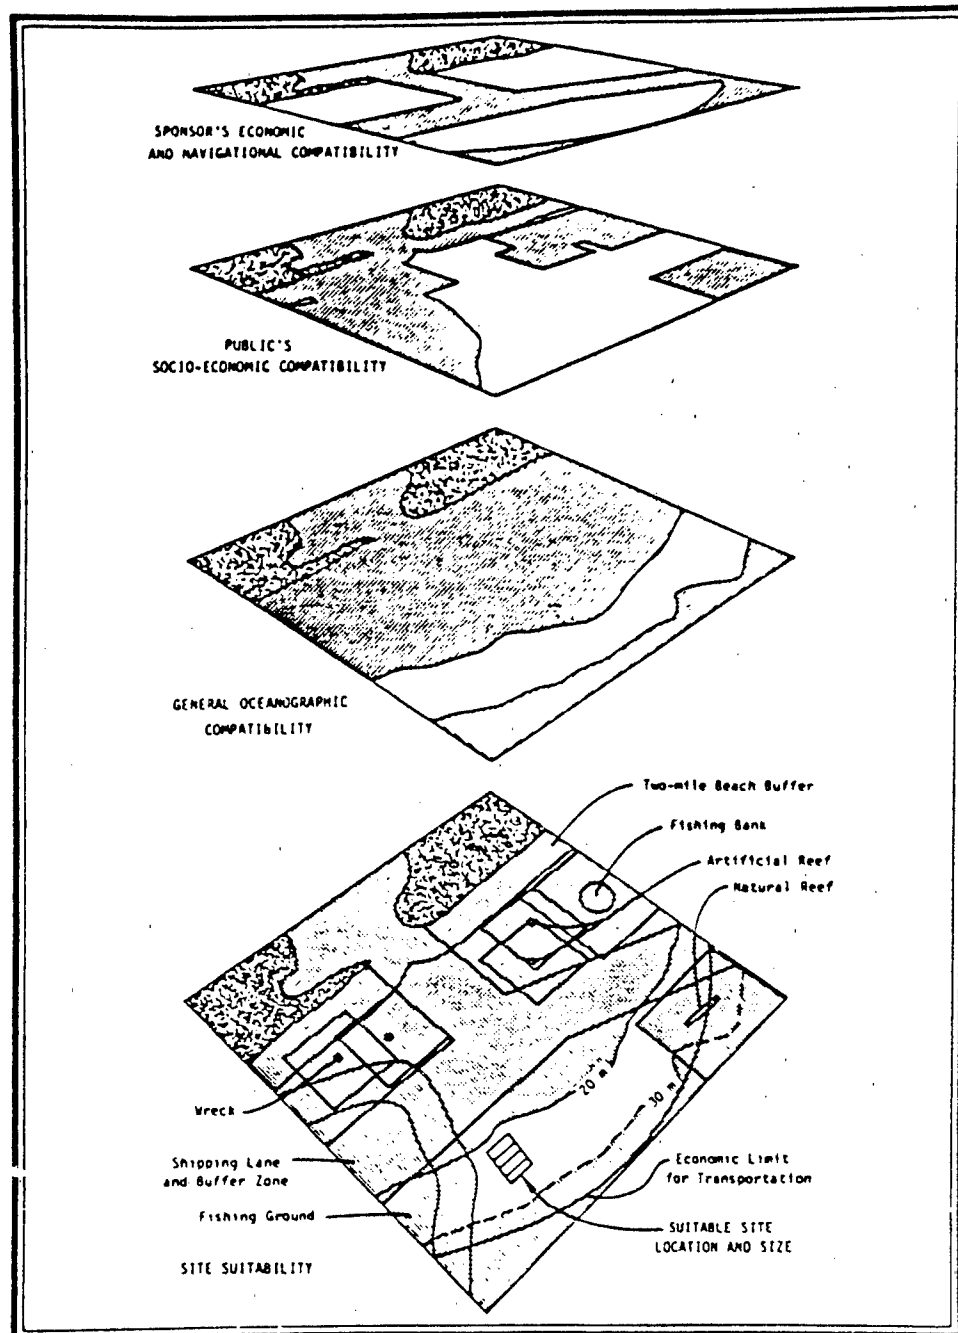 SPONSOR'S ECONOMIC
AND NAVIGATIONAL COMPATIBILITY
PUBLIC'S
SOCIO-ECONOMIC COMPATIBILITY
GENERAL OCEANOGRAPHIC
COMPATIBILITY
Two-mile Beach Buffer
Fishing Bank
Artificial Reef
Natural Reef
20 m
30 m
Wreck
Shipping Lane
and Buffer Zone
Fishing Ground
Economic Limit
for Transportation
SUITABLE SITE
LOCATION AND SIZE
SITE SUITABILITY